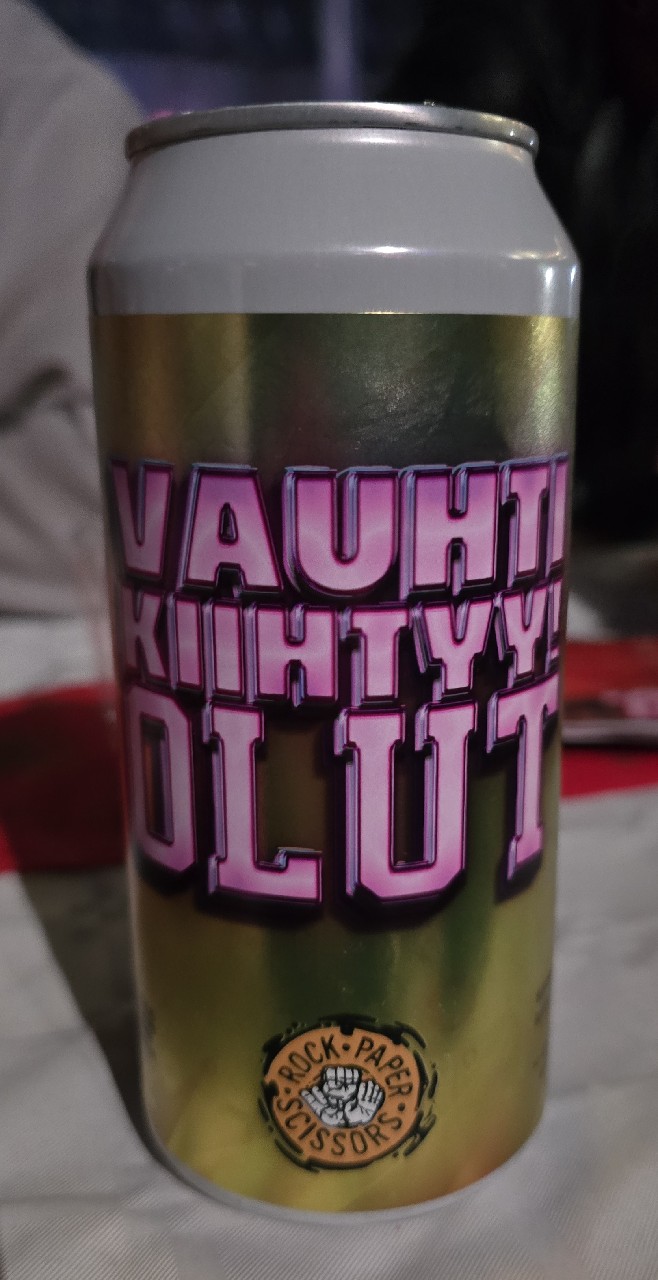 VAUHTI
KIIHTYY!
OLUT
ROCK • PAPER
• SCISSORS •